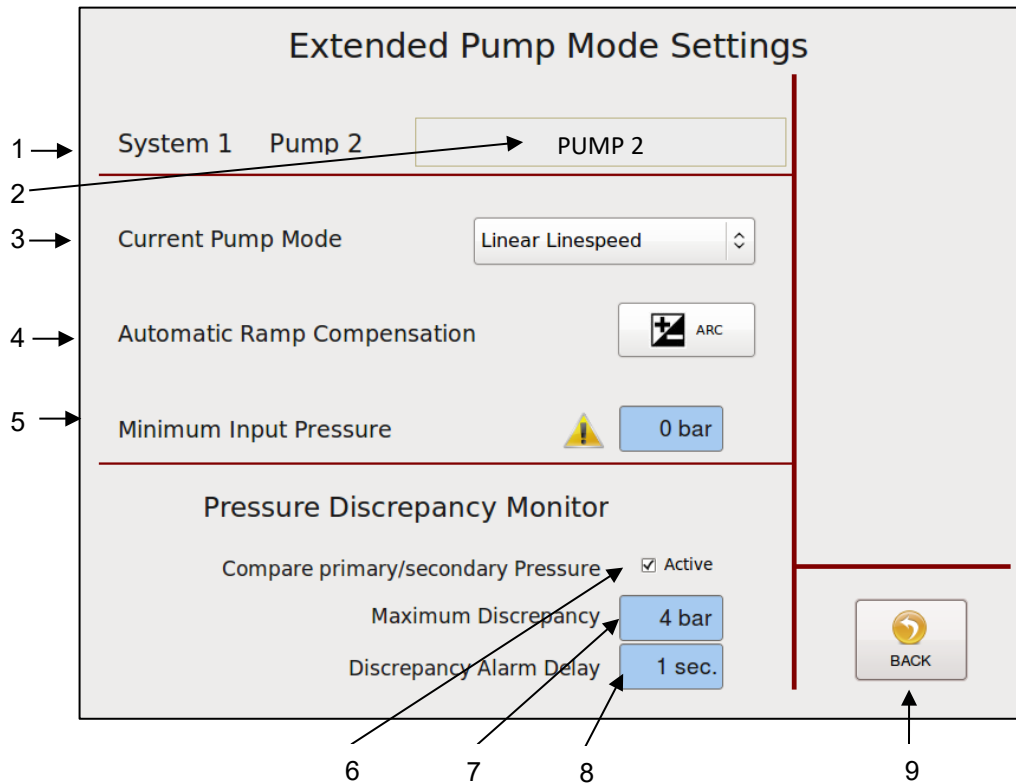 Extended Pump Mode Settings
1 System 1 Pump 2 PUMP 2
2
3 Current Pump Mode Linear Linespeed
4 Automatic Ramp Compensation ARC
5 Minimum Input Pressure 0 bar
Pressure Discrepancy Monitor
Compare primary/secondary Pressure Active
Maximum Discrepancy 4 bar
Discrepancy Alarm Delay 1 sec.
BACK
6 7 8 9